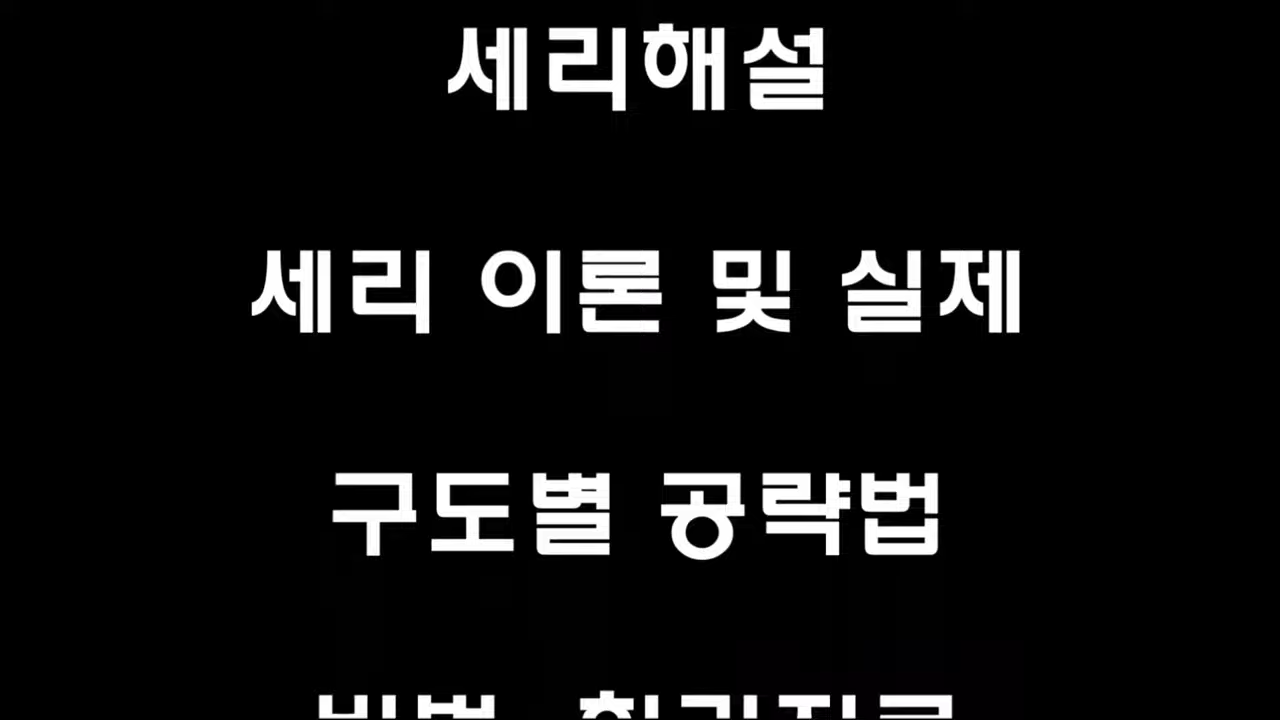 세리해설
세리 이론 및 실제
구도별 공략법